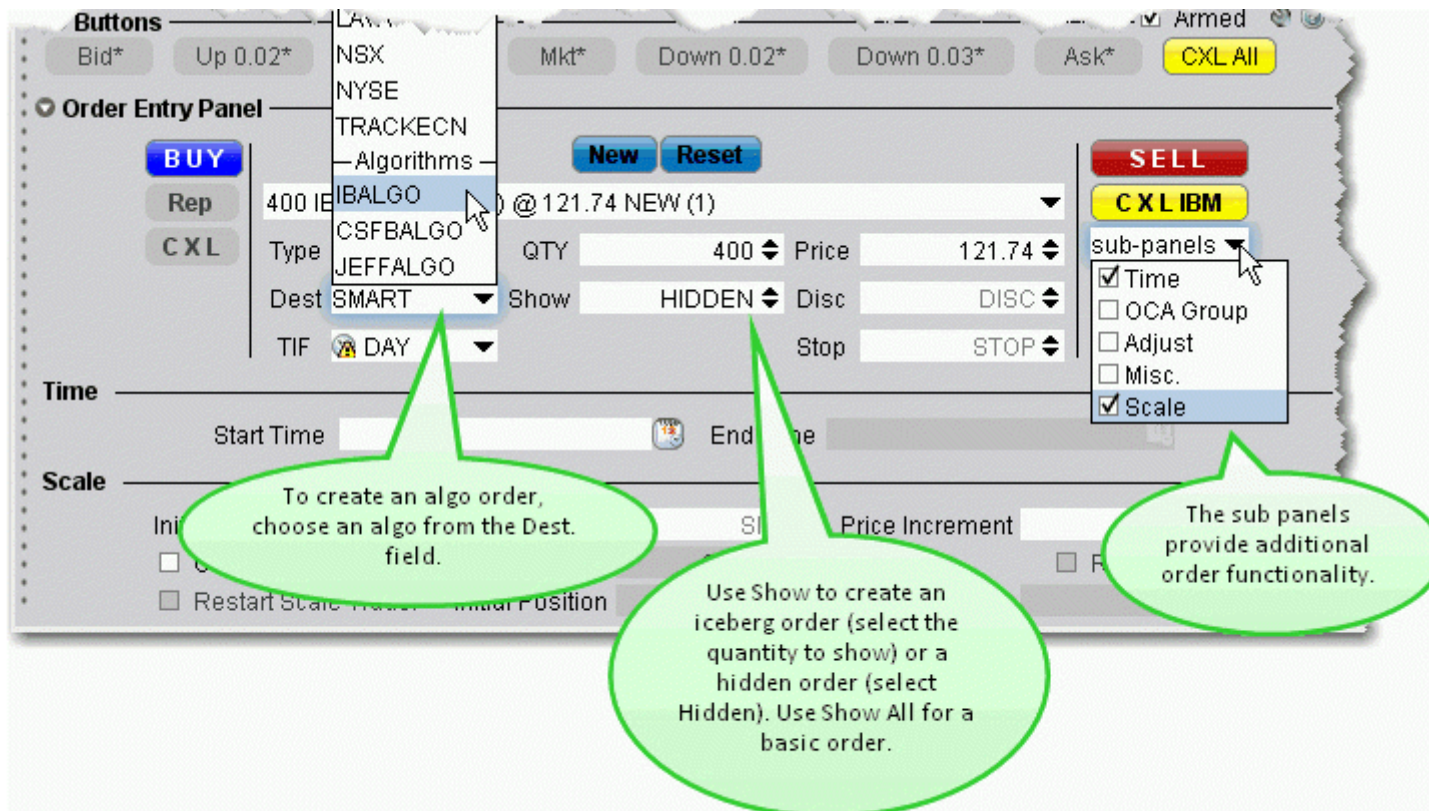 Buttons
Armed
Bid*
Up 0.02*
NSX
Mkt*
Down 0.02*
Down 0.03*
Ask*
CXL All
NYSE
Order Entry Panel
TRACKECN
BUY
Algorithms
New
Reset
SELL
Rep
400
IBALGO
@ 121.74 NEW (1)
CXL IBM
CXL
CSFBALGO
Type
QTY
400
Price
121.74
sub-panels
JEFFALGO
Time
Dest
SMART
Show
HIDDEN
Disc
DISC
OCA Group
TIF
DAY
Stop
STOP
Adjust
Misc.
Scale
Time
Start Time
End
Scale
To create an algo order,
choose an algo from the Dest.
field.
Price Increment
The sub panels
provide additional
order functionality.
Use Show to create an
iceberg order (select the
quantity to show) or a
hidden order (select
Hidden). Use Show All for a
basic order.